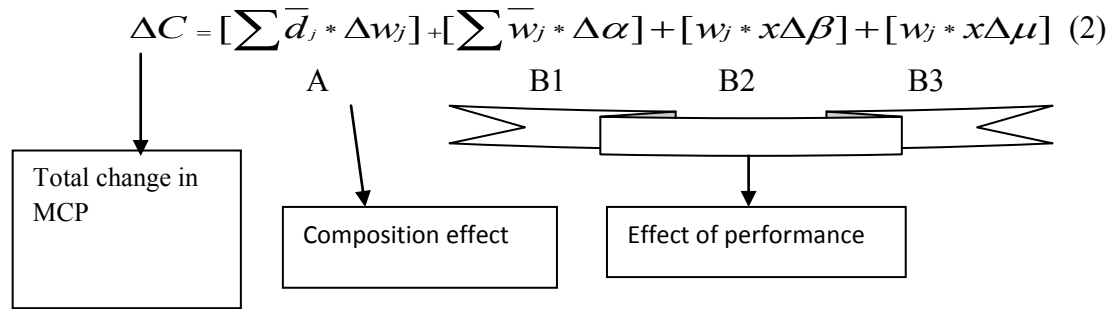 ΔC = [∑ d̅ⱼ * Δwⱼ] + [∑ w̅ⱼ * Δα] + [wⱼ * xΔβ] + [wⱼ * xΔμ] (2)
A B1 B2 B3
Total change in
MCP
Composition effect
Effect of performance